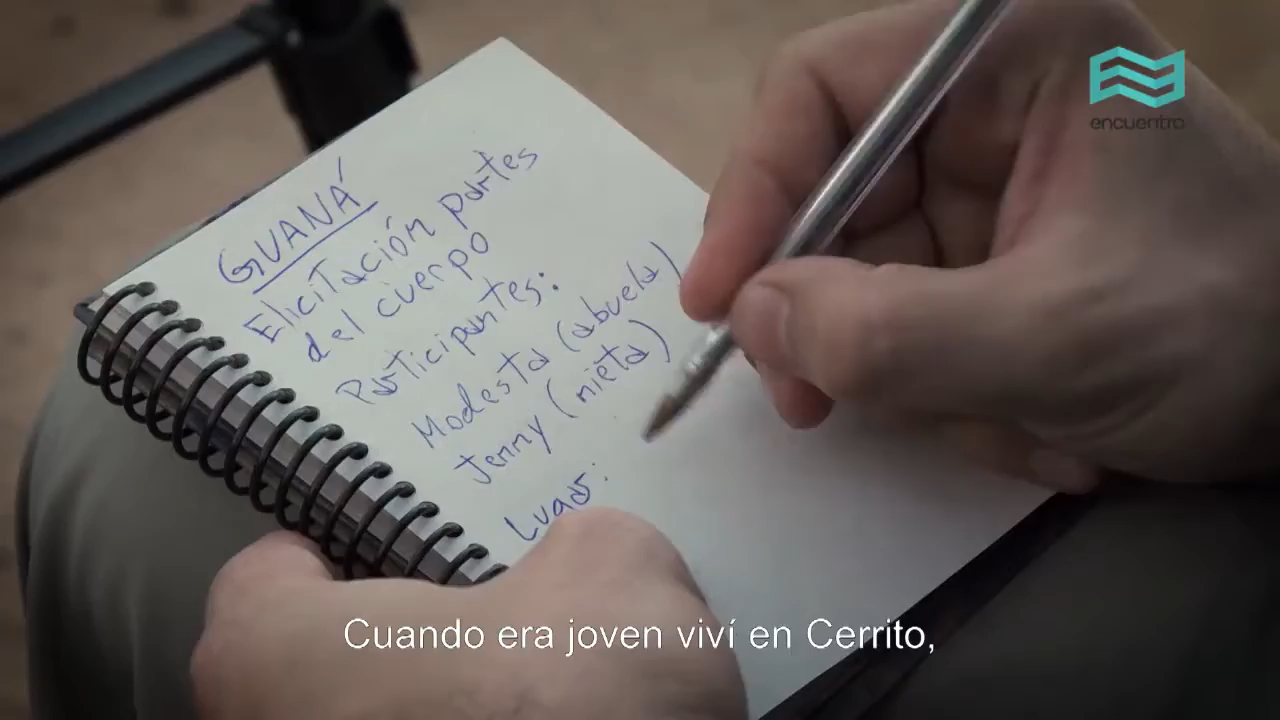 encuentro
GUANÁ
Elicitación partes
del cuerpo
Participantes:
Modesta (abuela)
Jenny (nieta)
Lugar:
Cuando era joven viví en Cerrito,